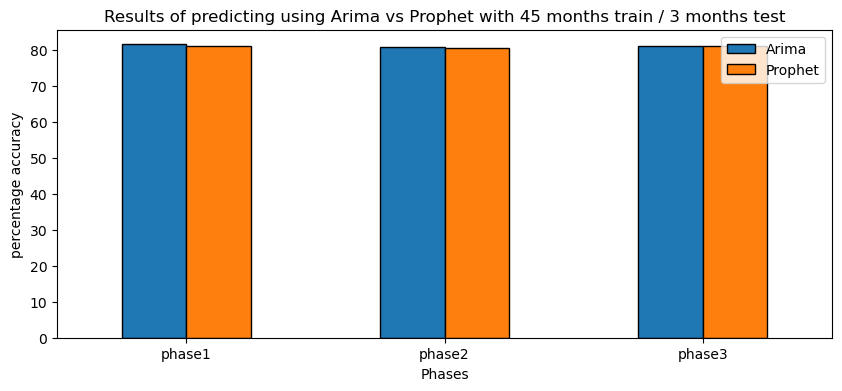 Results of predicting using Arima vs Prophet with 45 months train / 3 months test
percentage accuracy
80
70
60
50
40
30
20
10
0
Arima
Prophet
phase1 phase2 phase3
Phases